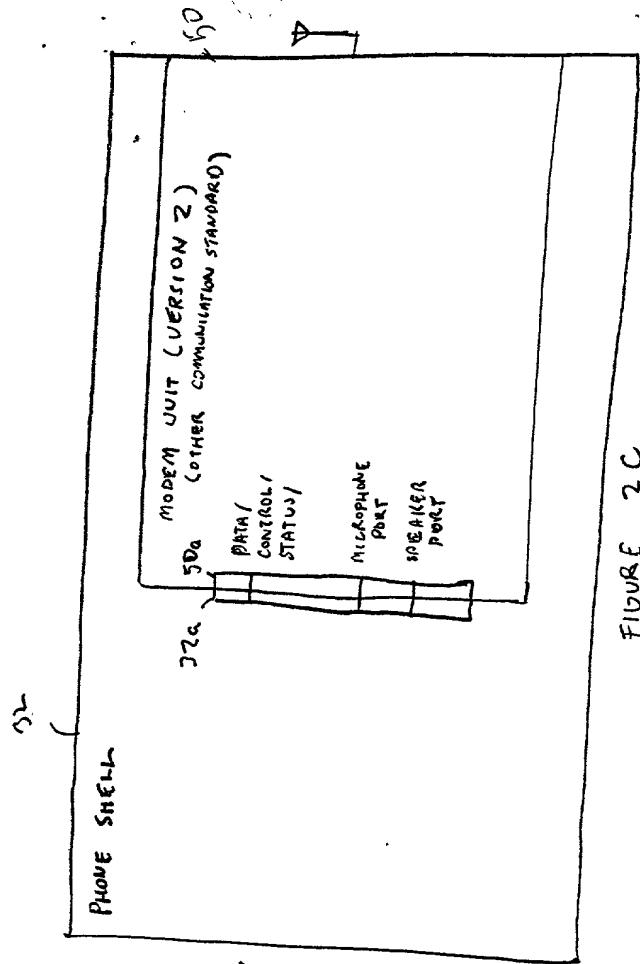 32
PHONE SHELL
32a
50a
50
MODEM UNIT (VERSION 2)
(OTHER COMMUNICATION STANDARD)
DATA/
CONTROL/
STATUS/
MICROPHONE
PORT
SPEAKER
PORT
FIGURE 2C